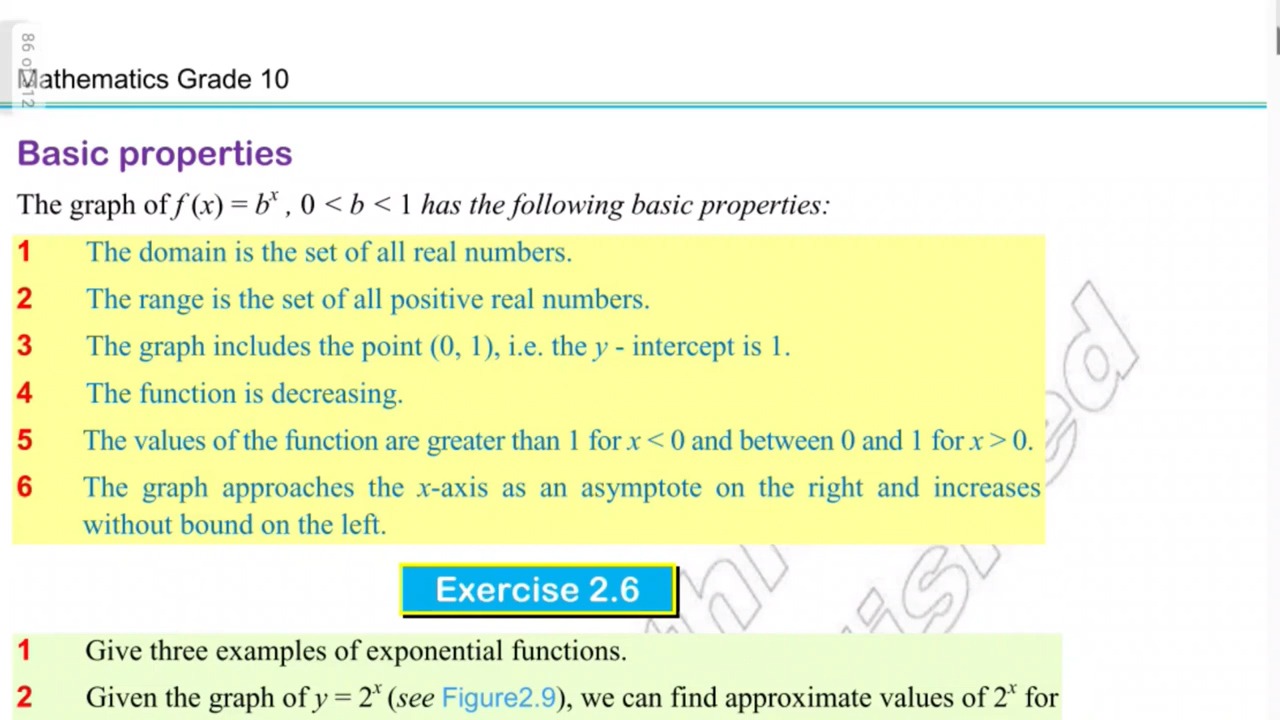 86 of 312
Mathematics Grade 10
Basic properties
The graph of f (x) = bˣ , 0 < b < 1 has the following basic properties:
1 The domain is the set of all real numbers.
2 The range is the set of all positive real numbers.
3 The graph includes the point (0, 1), i.e. the y - intercept is 1.
4 The function is decreasing.
5 The values of the function are greater than 1 for x < 0 and between 0 and 1 for x > 0.
6 The graph approaches the x-axis as an asymptote on the right and increases
without bound on the left.
Exercise 2.6
1 Give three examples of exponential functions.
2 Given the graph of y = 2ˣ (see Figure2.9), we can find approximate values of 2ˣ for